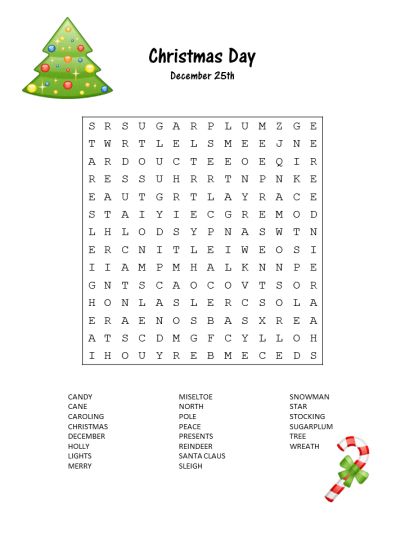 Christmas Day
December 25th
S R S U G A R P L U M Z G E
T W R T L E L S M E E J N E
A R D O U C T E E O E Q I R
R E S S U H R R T N P N K E
E A U T G R T L A Y R A C E
S T A I Y I E C G R E M O D
L H L O D S Y P N A S W T N
E R C N I T L E I W E O S I
I I A M P M H A L K N N P E
G N T S C A O C O V T S O R
H O N L A S L E R C S O L A
E R A E N O S B A S X R E A
A T S C D M G F C Y L L O H
I H O U Y R E B M E C E D S
CANDY MISELTOE SNOWMAN
CANE NORTH STAR
CAROLING POLE STOCKING
CHRISTMAS PEACE SUGARPLUM
DECEMBER PRESENTS TREE
HOLLY REINDEER WREATH
LIGHTS SANTA CLAUS
MERRY SLEIGH